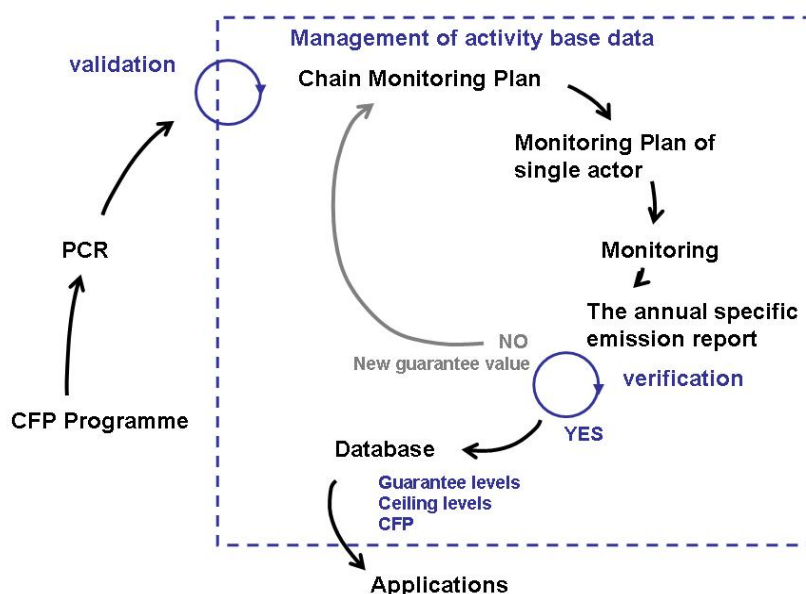 Management of activity base data
validation
Chain Monitoring Plan
Monitoring Plan of
single actor
PCR
Monitoring
The annual specific
emission report
NO
New guarantee value
verification
CFP Programme
YES
Database
Guarantee levels
Ceiling levels
CFP
Applications